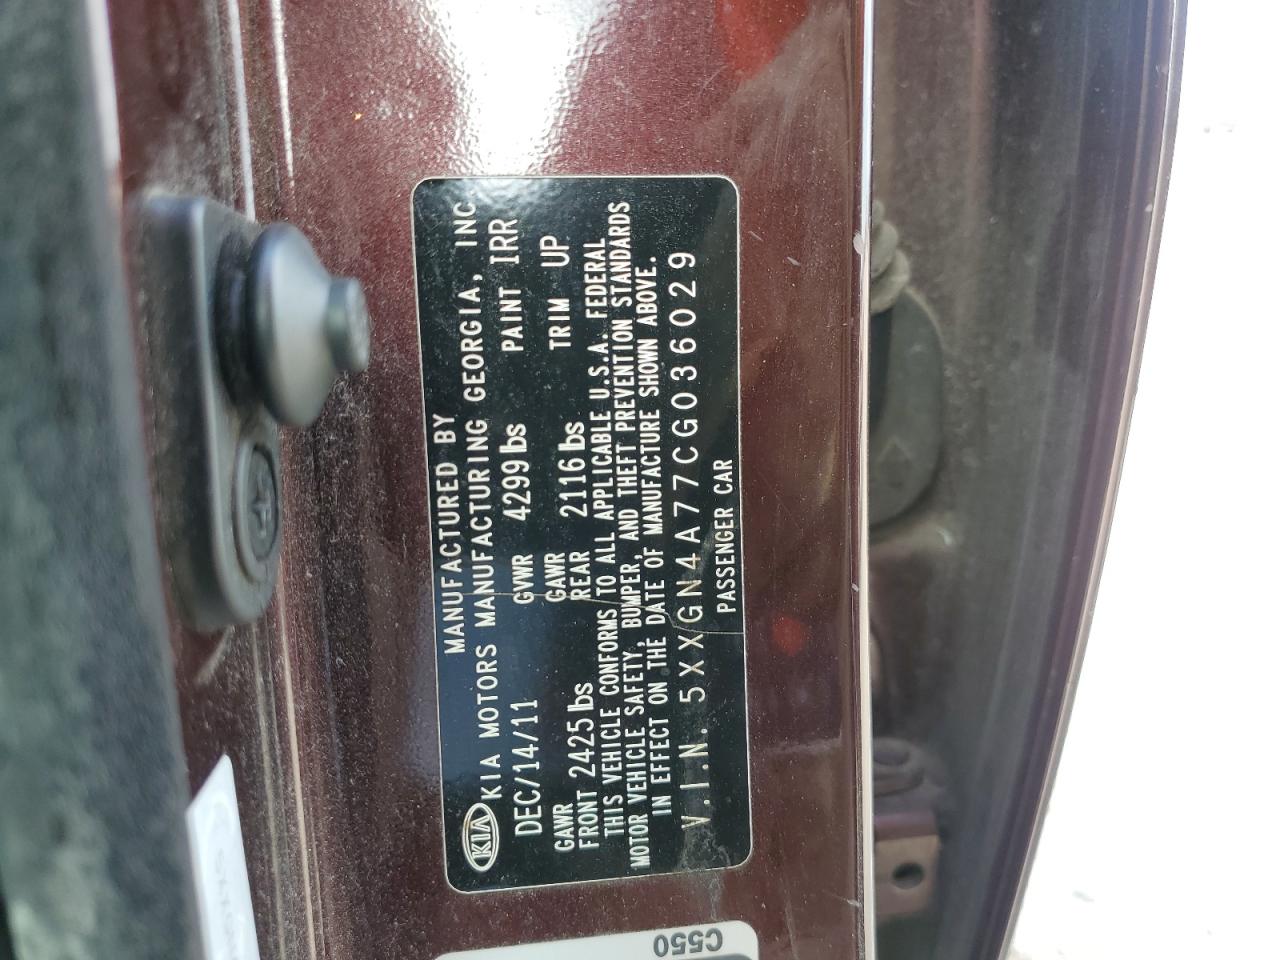 MANUFACTURED BY
KIA KIA MOTORS MANUFACTURING GEORGIA, INC
DEC/14/11 GVWR 4299 lbs PAINT IRR
GAWR FRONT 2425 lbs GAWR REAR 2116 lbs TRIM UP
THIS VEHICLE CONFORMS TO ALL APPLICABLE U.S.A. FEDERAL
MOTOR VEHICLE SAFETY, BUMPER, AND THEFT PREVENTION STANDARDS
IN EFFECT ON THE DATE OF MANUFACTURE SHOWN ABOVE.
V.I.N. 5XXGN4A77CG036029
PASSENGER CAR
C550